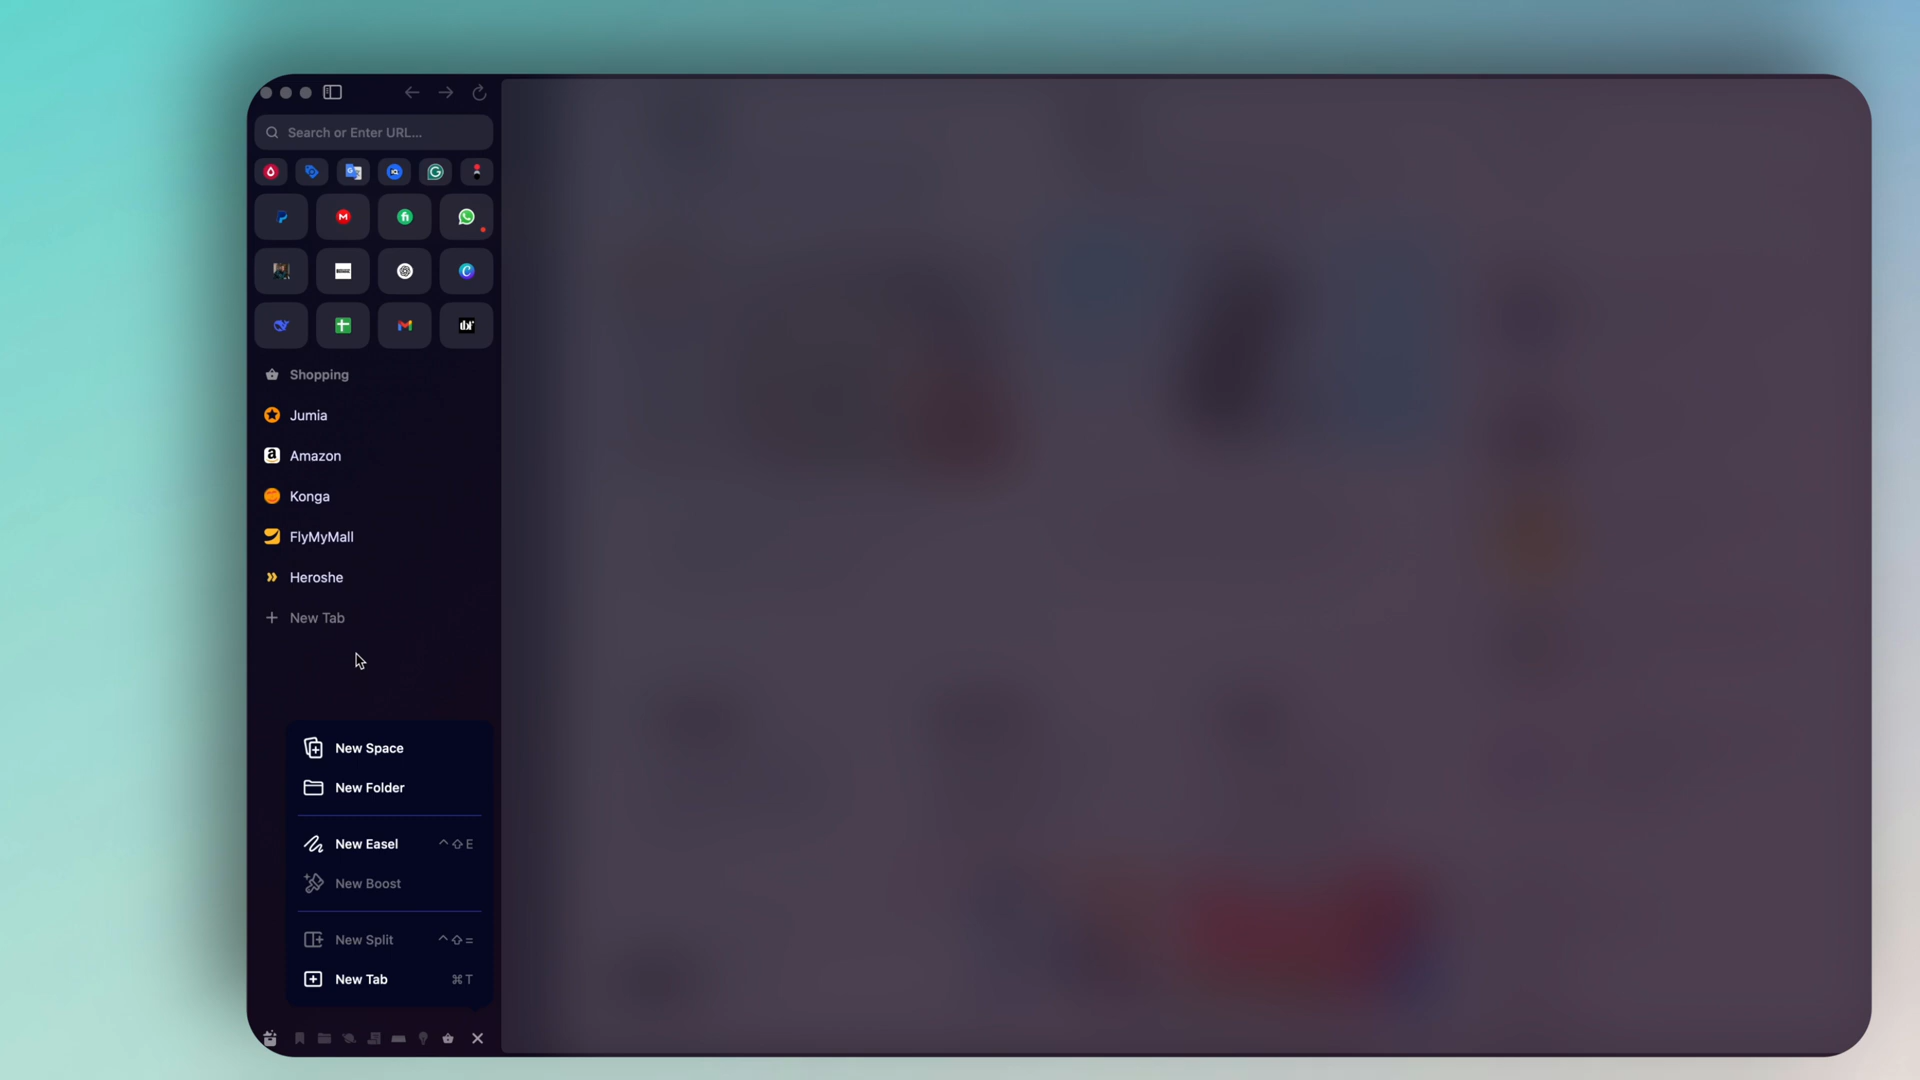 Search or Enter URL...
Shopping
Jumia
Amazon
Konga
FlyMyMall
Heroshe
New Tab
New Space
New Folder
New Easel ^⇧E
New Boost
New Split ^⇧=
New Tab ⌘T